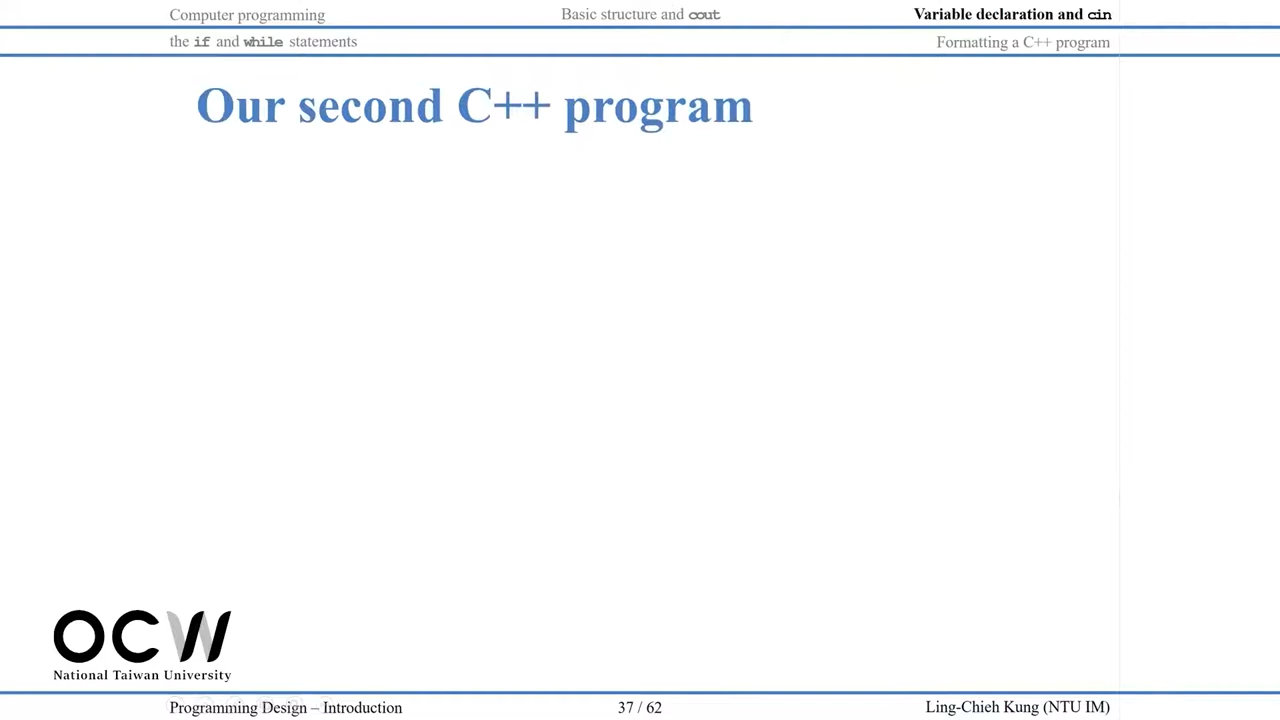 Computer programming Basic structure and cout Variable declaration and cin
the if and while statements Formatting a C++ program
Our second C++ program
OCW
National Taiwan University
Programming Design – Introduction 37 / 62 Ling-Chieh Kung (NTU IM)